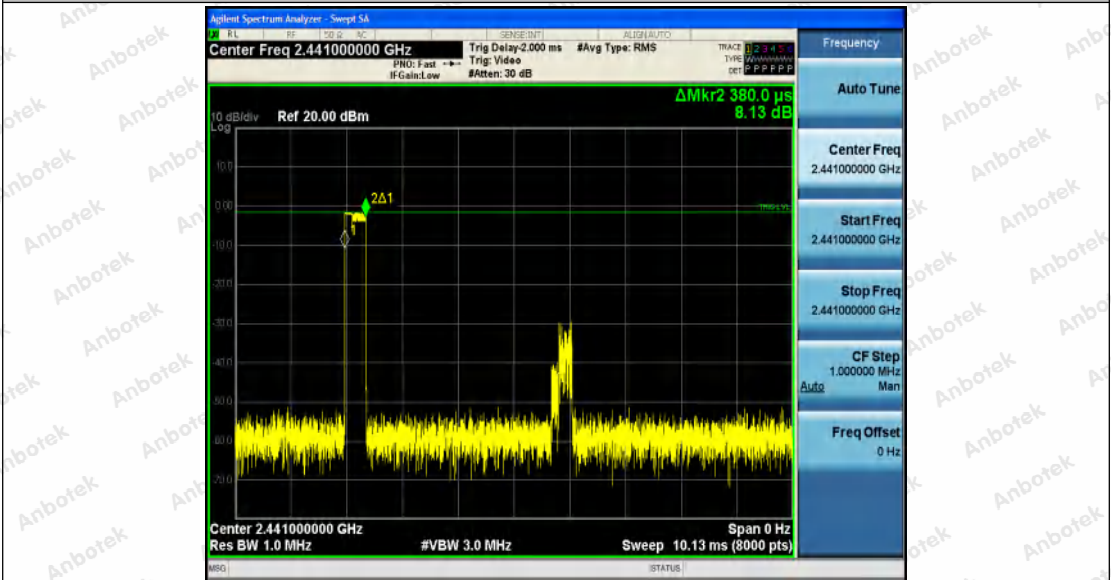 Agilent Spectrum Analyzer - Swept SA
RL RF 50 Ω AC SENSE:INT ALIGN AUTO
Center Freq 2.441000000 GHz
PNO: Fast
IFGain:Low
Trig Delay-2.000 ms
Trig: Video
#Atten: 30 dB
#Avg Type: RMS
TRACE 1 2 3 4 5 6
TYPE
DET P P P P P P
ΔMkr2 380.0 µs
8.13 dB
10 dB/div
Log
Ref 20.00 dBm
10.0
0.00
-10.0
-20.0
-30.0
-40.0
-50.0
-60.0
-70.0
2Δ1
TRIG LVL
Center 2.441000000 GHz
Span 0 Hz
Res BW 1.0 MHz
#VBW 3.0 MHz
Sweep 10.13 ms (8000 pts)
MSG
STATUS
Frequency
Auto Tune
Center Freq
2.441000000 GHz
Start Freq
2.441000000 GHz
Stop Freq
2.441000000 GHz
CF Step
1.000000 MHz
Auto Man
Freq Offset
0 Hz
Anbotek